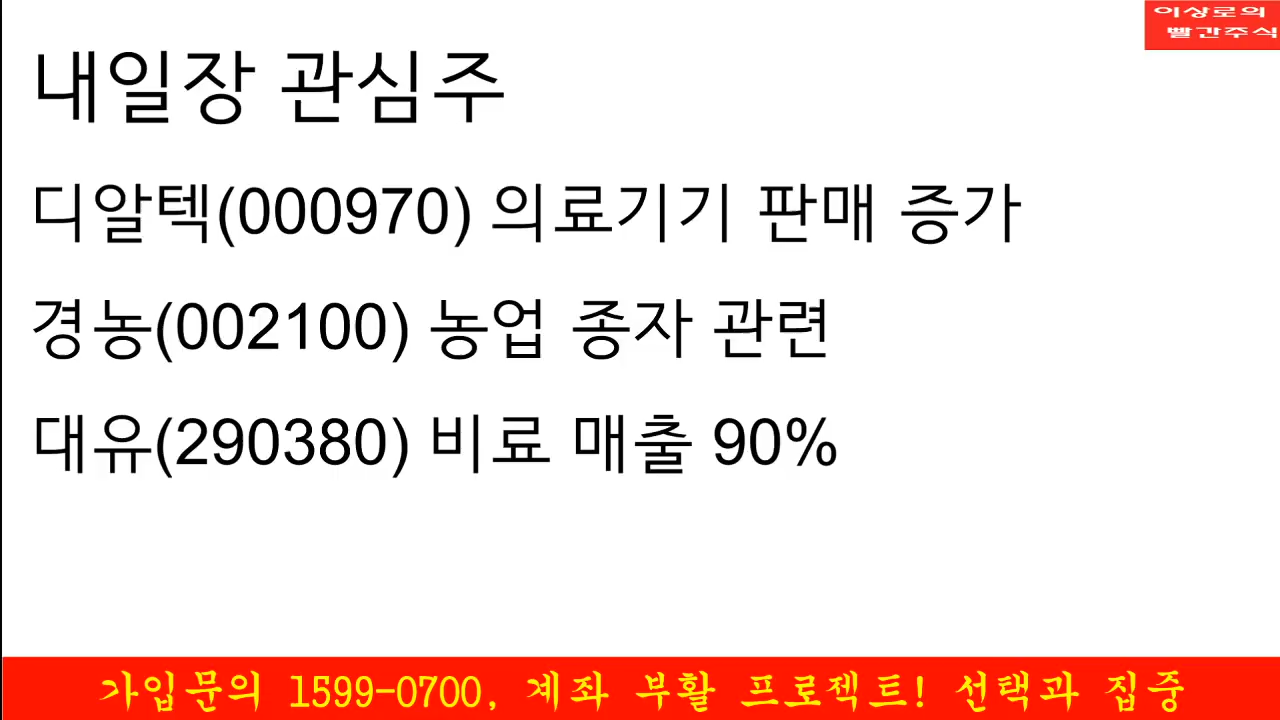 이상로의
빨간주식
내일장 관심주
디알텍(000970) 의료기기 판매 증가
경농(002100) 농업 종자 관련
대유(290380) 비료 매출 90%
가입문의 1599-0700, 계좌 부활 프로젝트! 선택과 집중